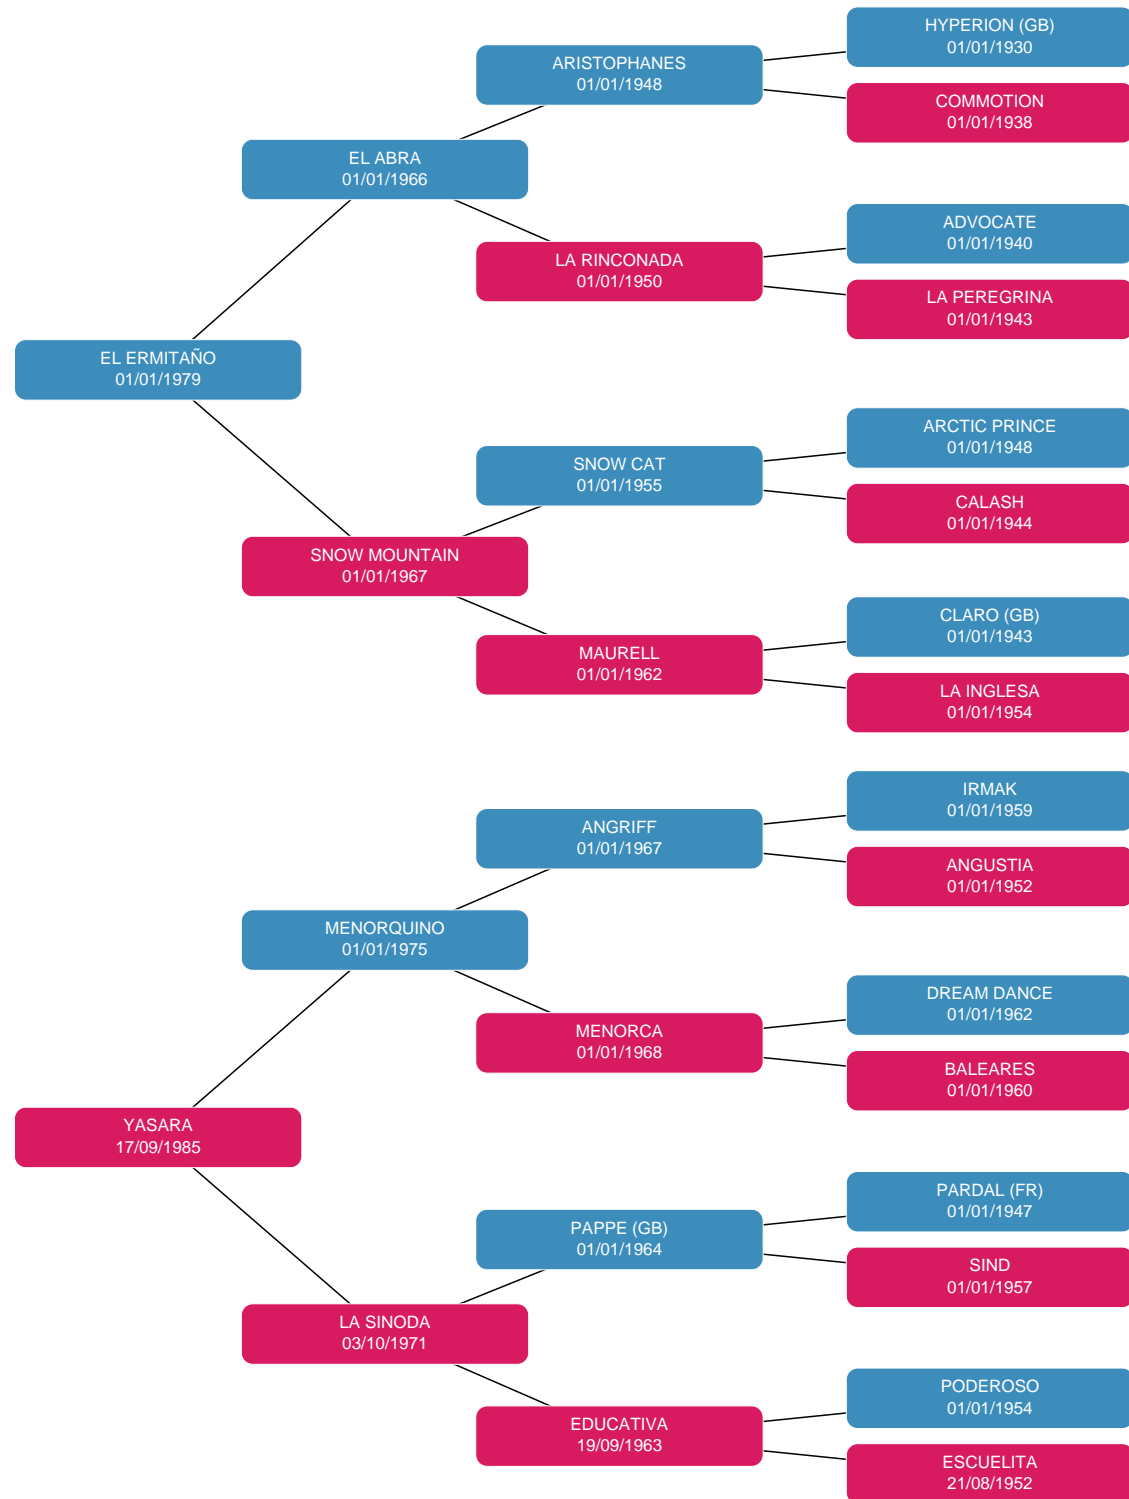 HYPERION (GB)
01/01/1930
ARISTOPHANES
01/01/1948
COMMOTION
01/01/1938
EL ABRA
01/01/1966
ADVOCATE
01/01/1940
LA RINCONADA
01/01/1950
LA PEREGRINA
01/01/1943
EL ERMITAÑO
01/01/1979
ARCTIC PRINCE
01/01/1948
SNOW CAT
01/01/1955
CALASH
01/01/1944
SNOW MOUNTAIN
01/01/1967
CLARO (GB)
01/01/1943
MAURELL
01/01/1962
LA INGLESA
01/01/1954
IRMAK
01/01/1959
ANGRIFF
01/01/1967
ANGUSTIA
01/01/1952
MENORQUINO
01/01/1975
DREAM DANCE
01/01/1962
MENORCA
01/01/1968
BALEARES
01/01/1960
YASARA
17/09/1985
PARDAL (FR)
01/01/1947
PAPPE (GB)
01/01/1964
SIND
01/01/1957
LA SINODA
03/10/1971
PODEROSO
01/01/1954
EDUCATIVA
19/09/1963
ESCUELITA
21/08/1952